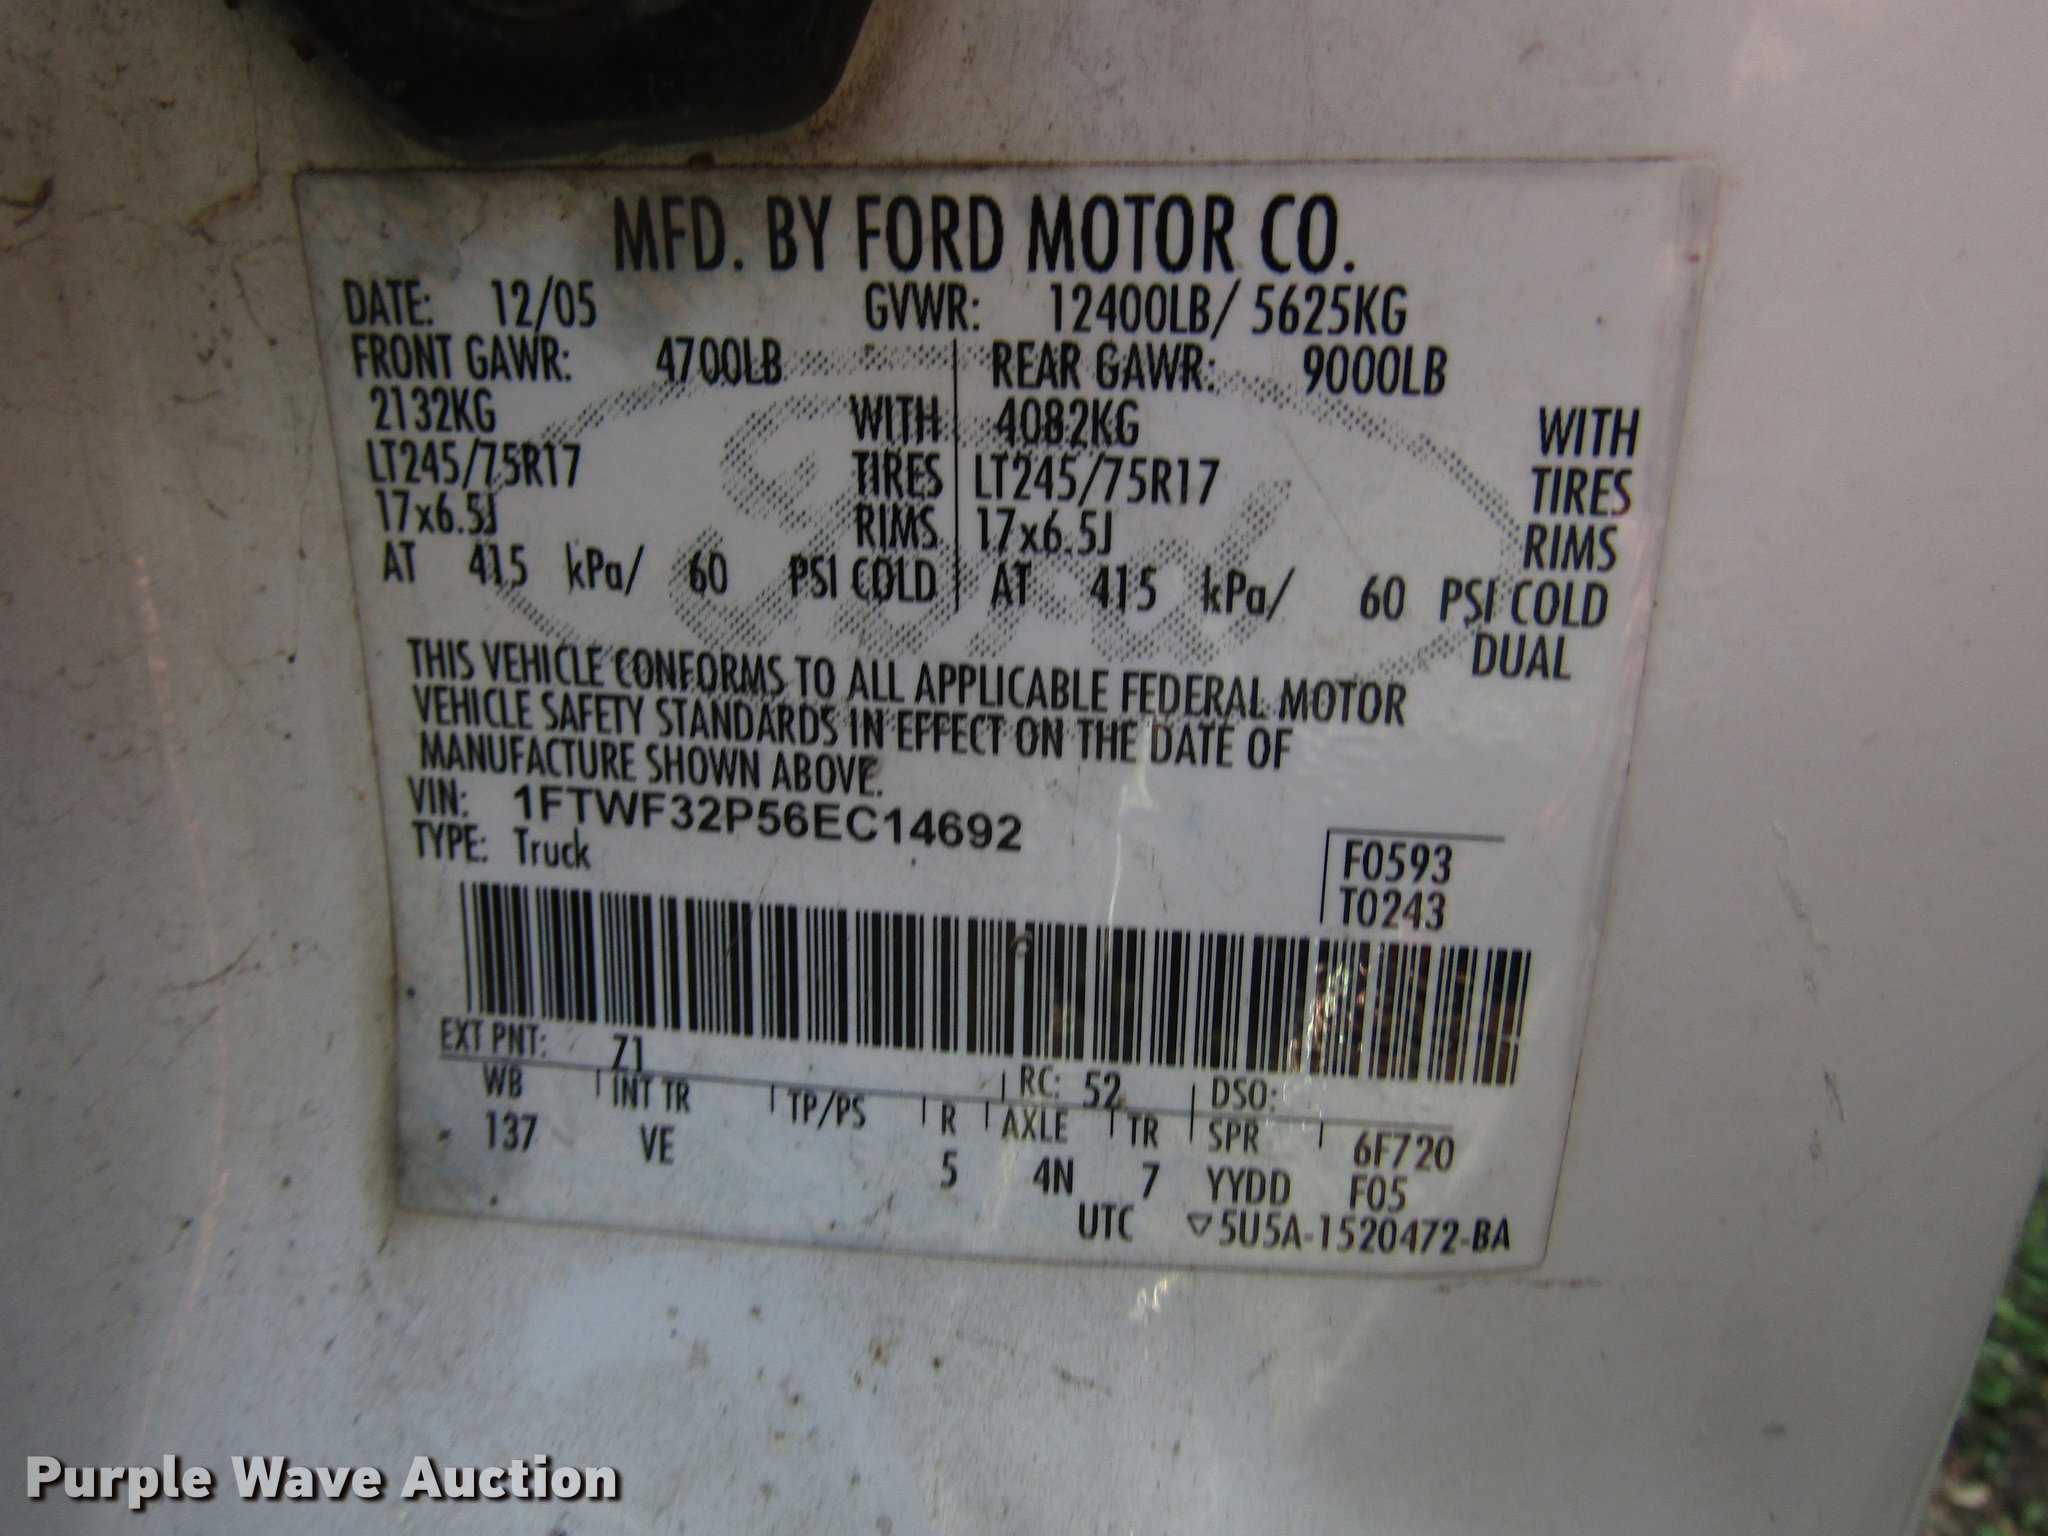 MFD. BY FORD MOTOR CO.
DATE: 12/05 GVWR: 12400LB/ 5625KG
FRONT GAWR: 4700LB REAR GAWR: 9000LB
2132KG WITH 4082KG WITH
LT245/75R17 TIRES LT245/75R17 TIRES
17x6.5J RIMS 17x6.5J RIMS
AT 415 kPa/ 60 PSI COLD AT 415 kPa/ 60 PSI COLD
DUAL
THIS VEHICLE CONFORMS TO ALL APPLICABLE FEDERAL MOTOR
VEHICLE SAFETY STANDARDS IN EFFECT ON THE DATE OF
MANUFACTURE SHOWN ABOVE.
VIN: 1FTWF32P56EC14692
TYPE: Truck
F0593
T0243
EXT PNT: Z1 RC: 52 DSO:
WB INT TR TP/PS R AXLE TR SPR 6F720
137 VE 5 4N 7 YYDD F05
UTC ▽5U5A-1520472-BA
Ford
Purple Wave Auction